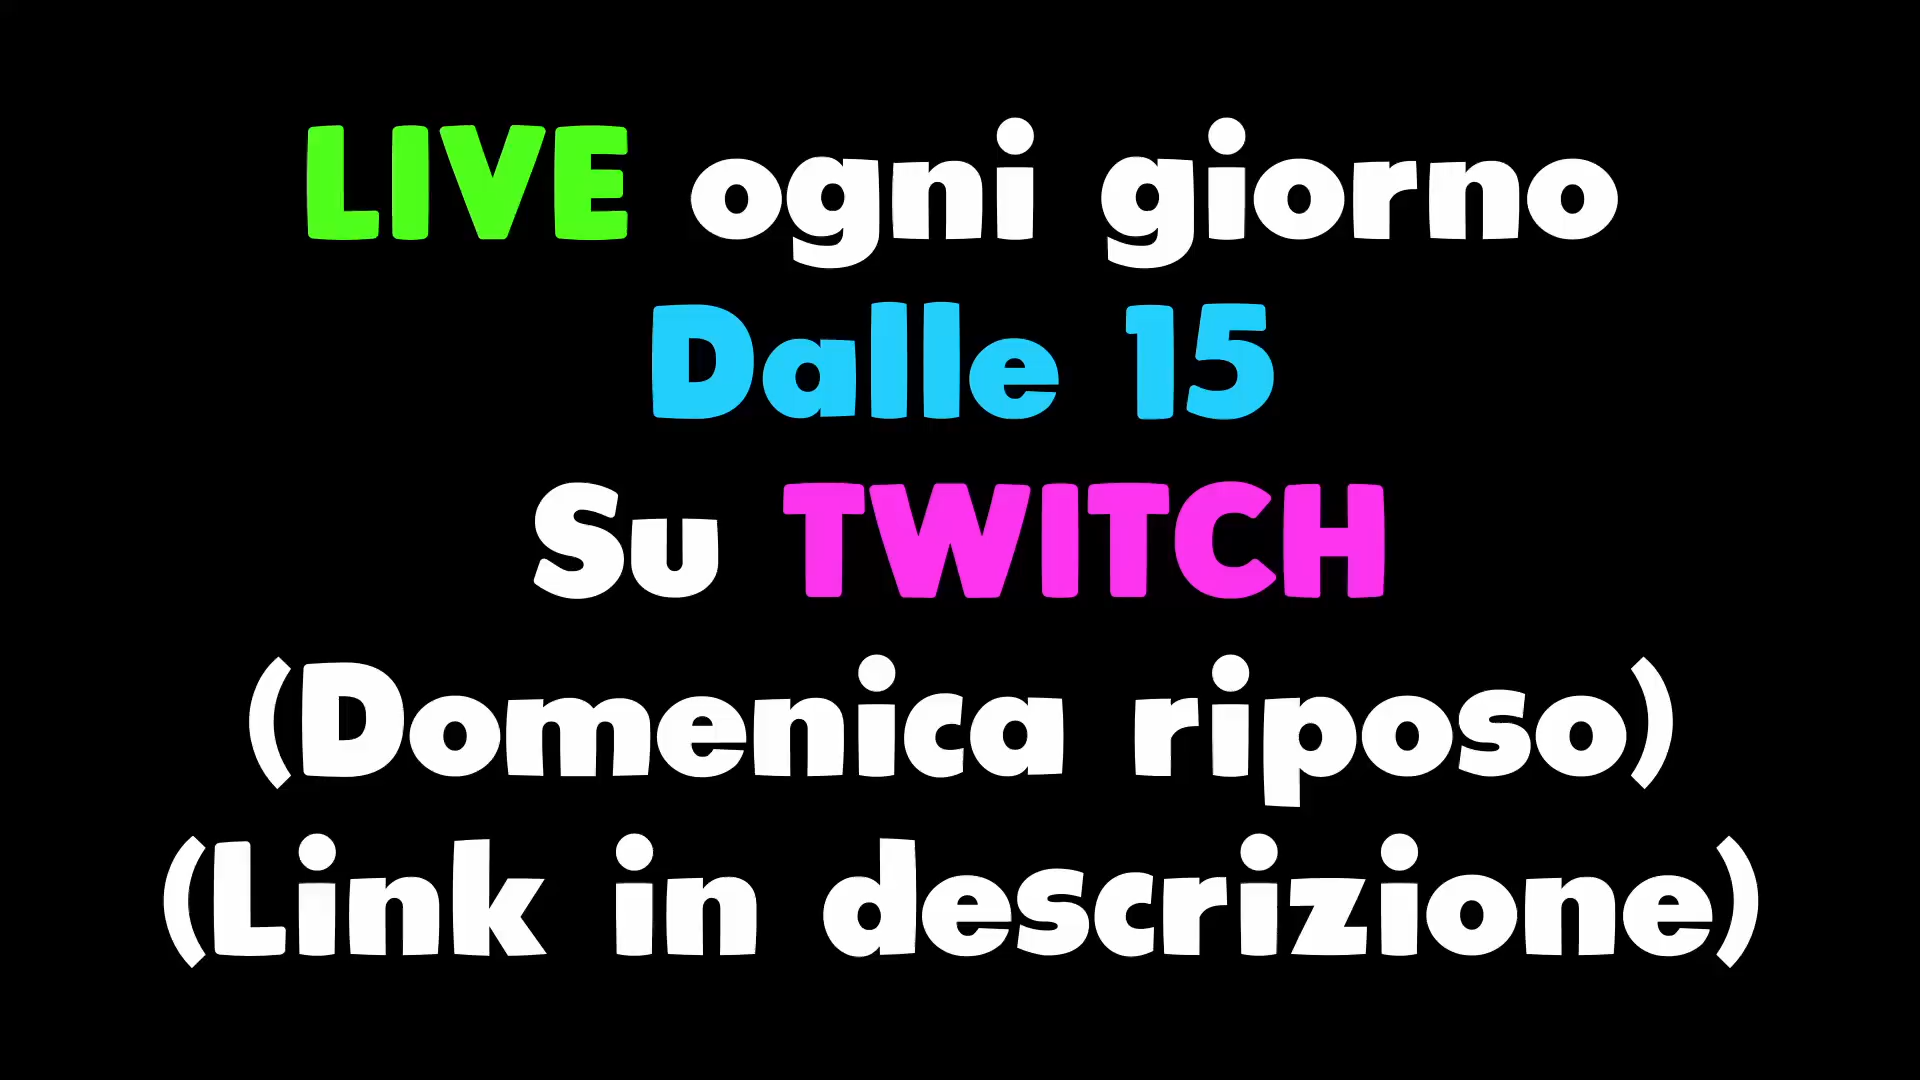 LIVE ogni giorno
Dalle 15
Su TWITCH
(Domenica riposo)
(Link in descrizione)